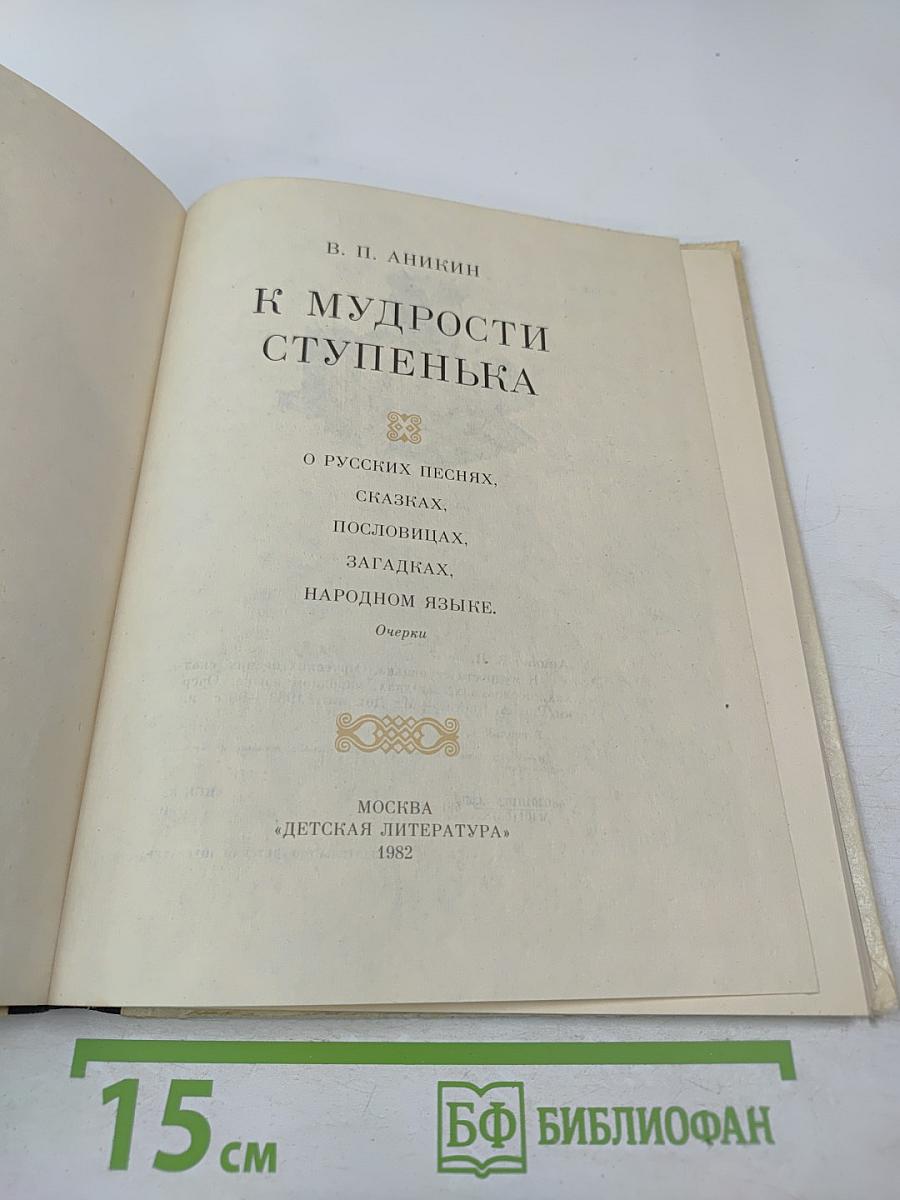 В. П. АНИКИН
К МУДРОСТИ
СТУПЕНЬКА
О РУССКИХ ПЕСНЯХ,
СКАЗКАХ,
ПОСЛОВИЦАХ,
ЗАГАДКАХ,
НАРОДНОМ ЯЗЫКЕ.
Очерки
МОСКВА
«ДЕТСКАЯ ЛИТЕРАТУРА»
1982
15 см
БФ БИБЛИОФАН